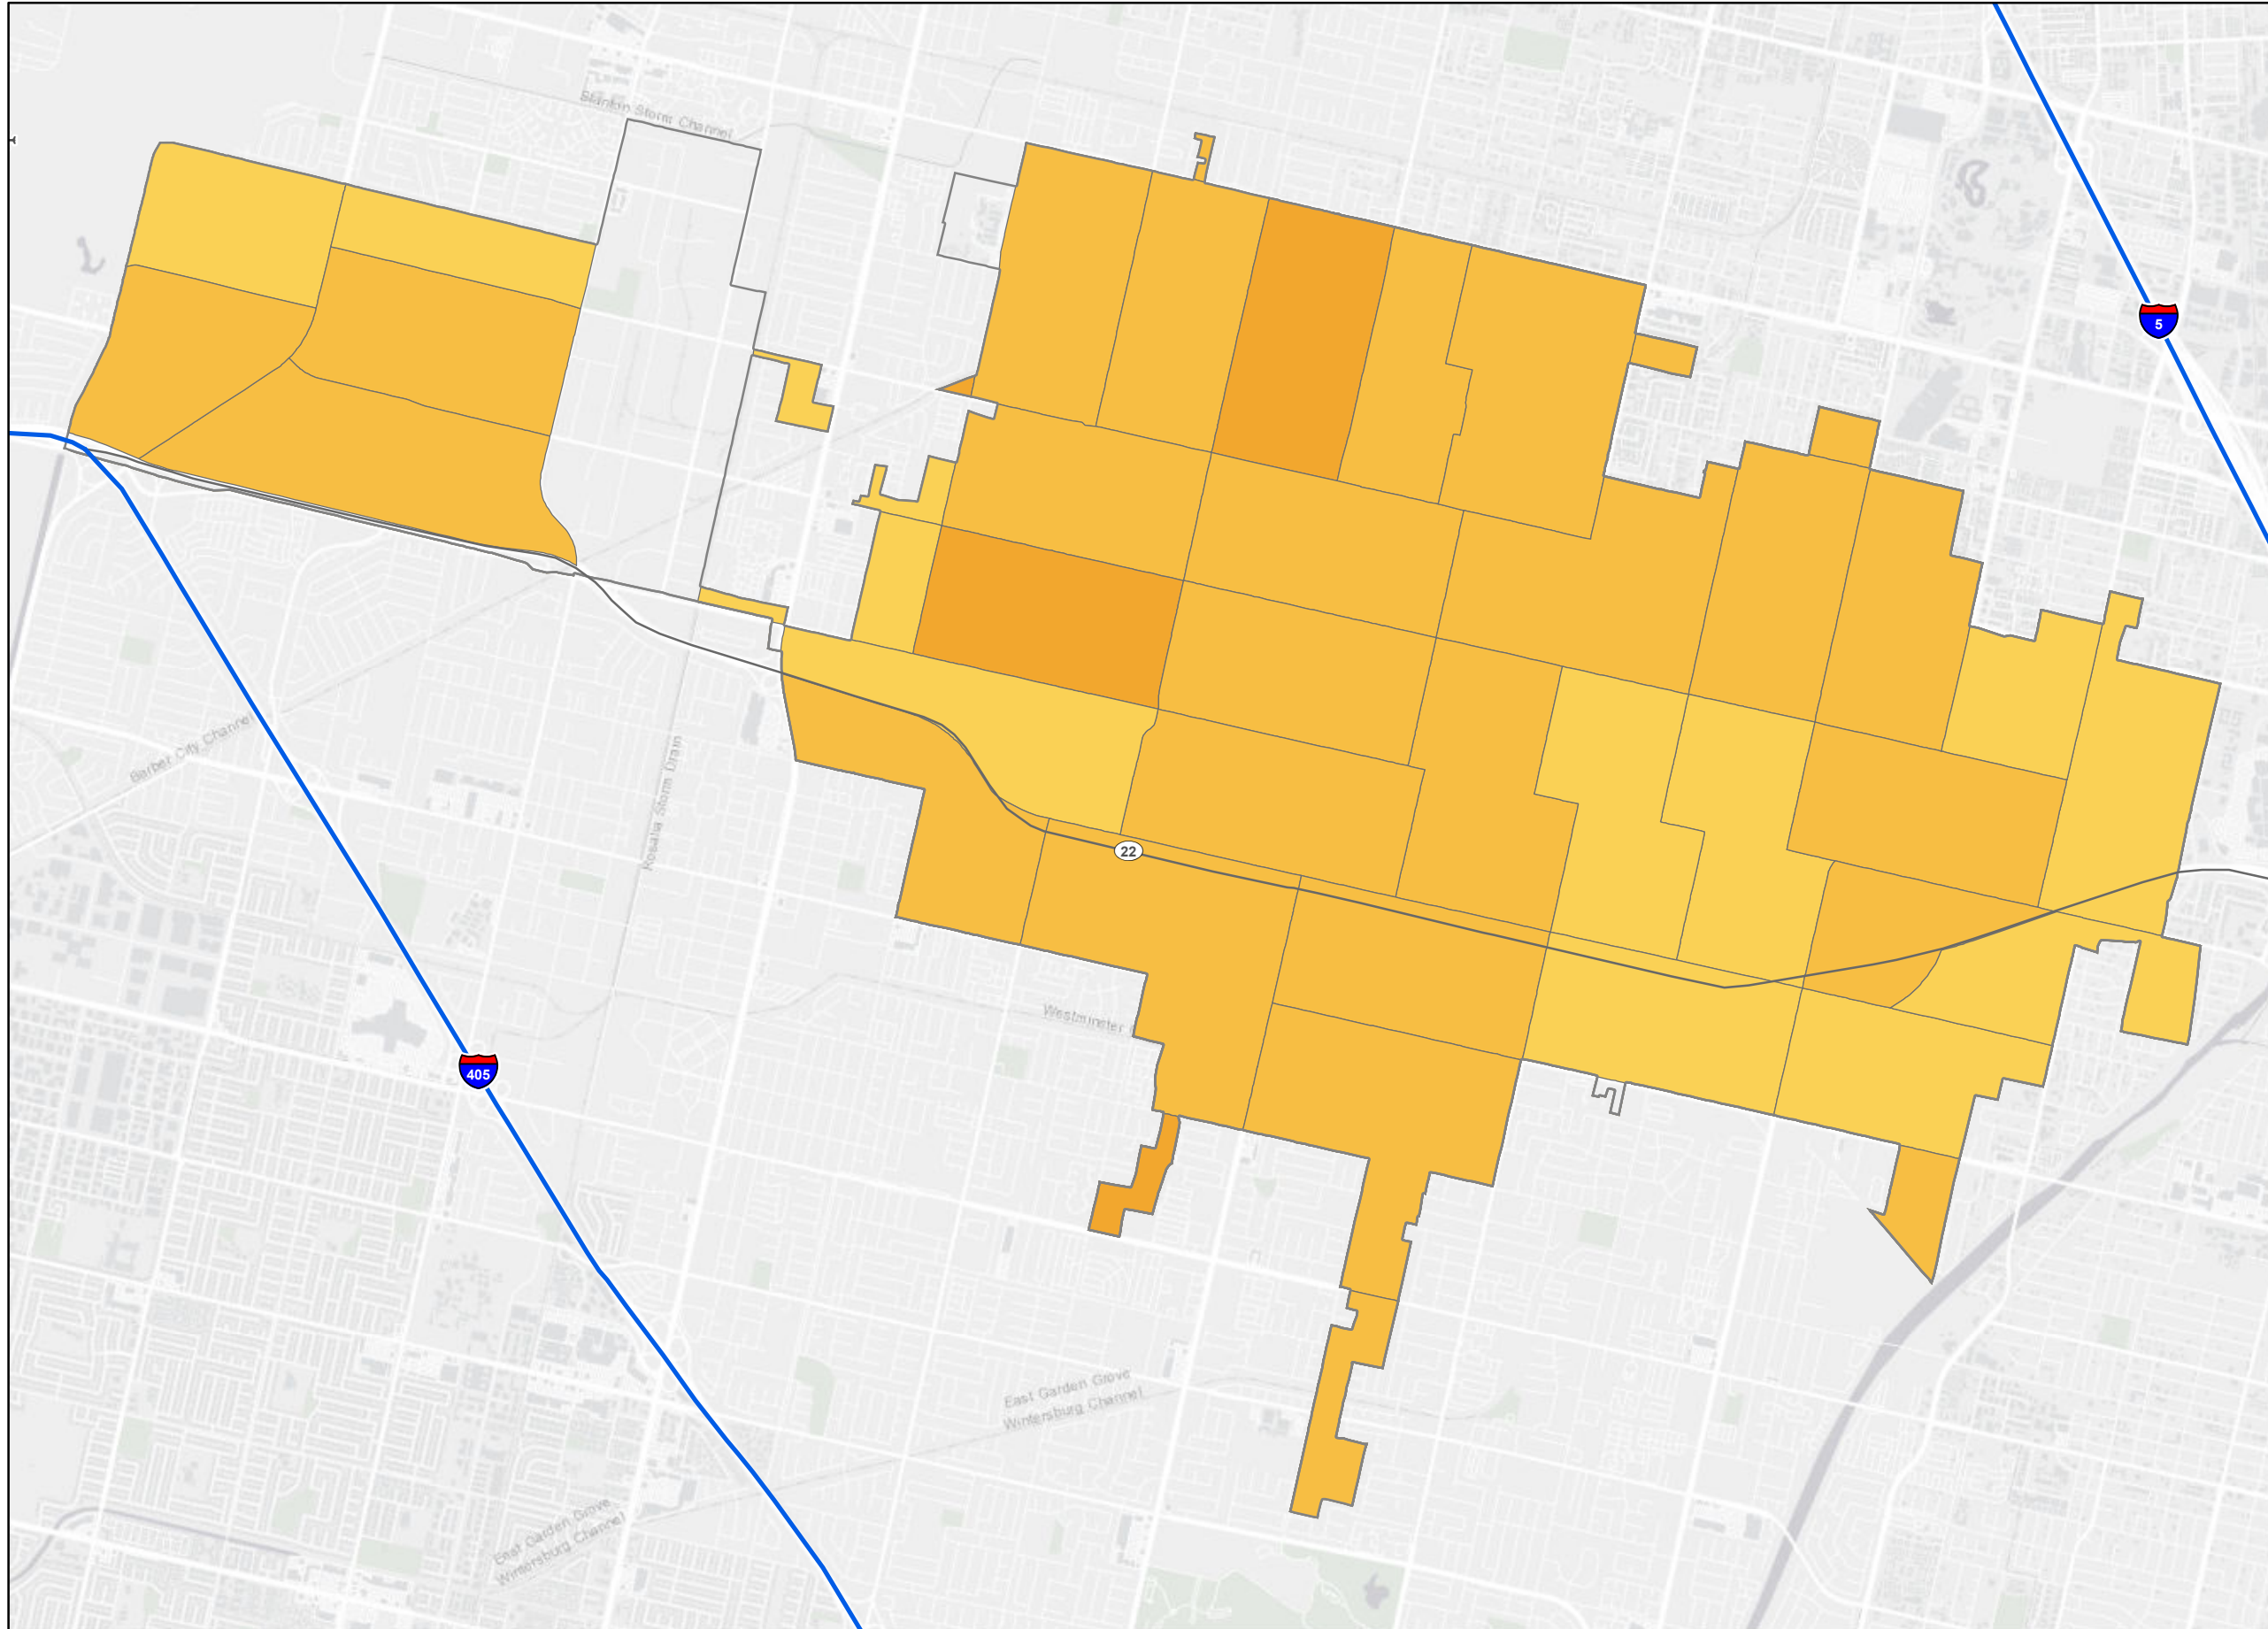 Stanton Storm Channel
5
Barber City Channel
Rosalia Storm Drain
22
Westminster
405
East Garden Grove
Wintersburg Channel
East Garden Grove
Wintersburg Channel